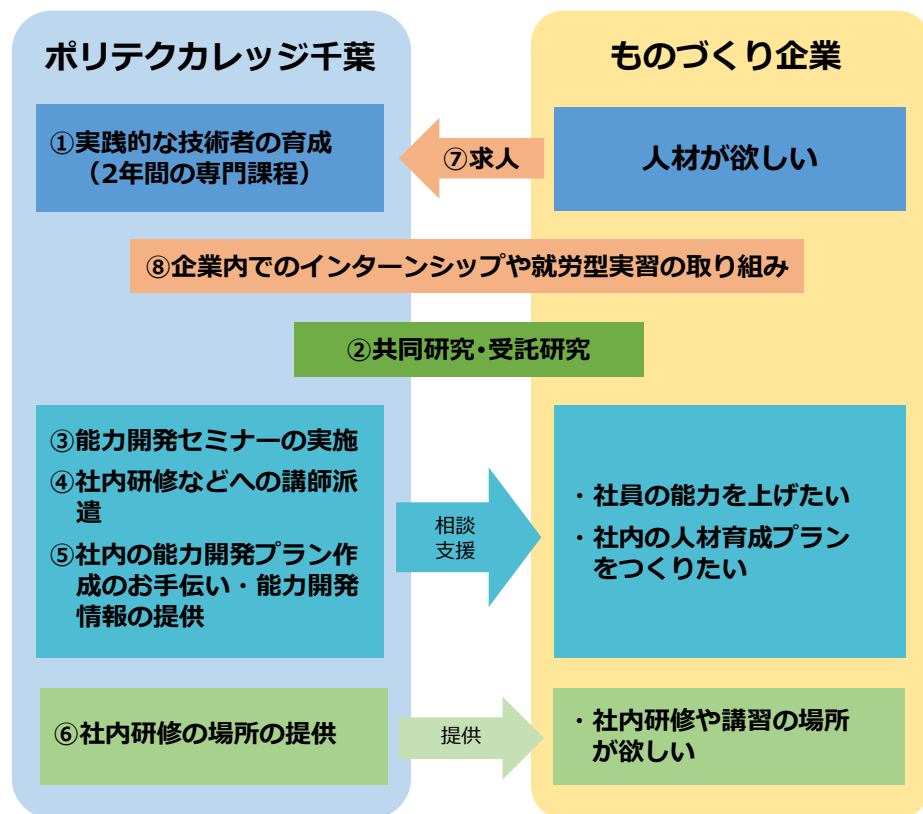 ポリテクカレッジ千葉
ものづくり企業
①実践的な技術者の育成
（2年間の専門課程）
⑦求人
人材が欲しい
⑧企業内でのインターンシップや就労型実習の取り組み
②共同研究・受託研究
③能力開発セミナーの実施
④社内研修などへの講師派
遣
⑤社内の能力開発プラン作
成のお手伝い・能力開発
情報の提供
相談
支援
・社員の能力を上げたい
・社内の人材育成プラン
をつくりたい
⑥社内研修の場所の提供
提供
・社内研修や講習の場所
が欲しい